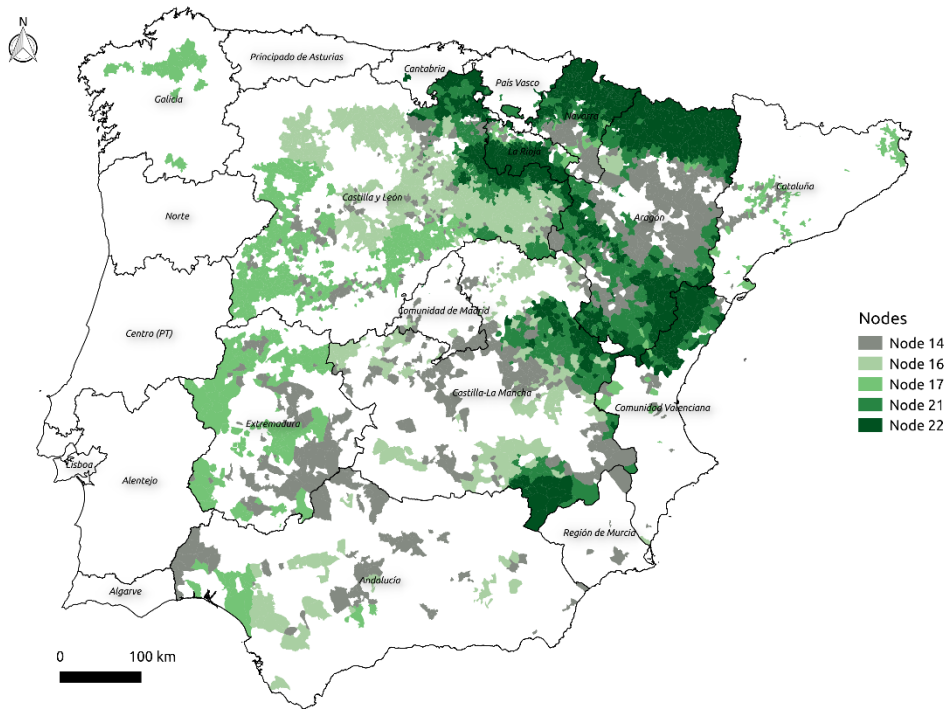 N
Principado de Asturias
Cantabria
País Vasco
Galicia
Navarra
La Rioja
Cataluña
Castilla y León
Norte
Aragón
Comunidad de Madrid
Centro (PT)
Castilla-La Mancha
Comunidad Valenciana
Extremadura
Lisboa
Alentejo
Región de Murcia
Andalucía
Algarve
Nodes
Node 14
Node 16
Node 17
Node 21
Node 22
0 100 km